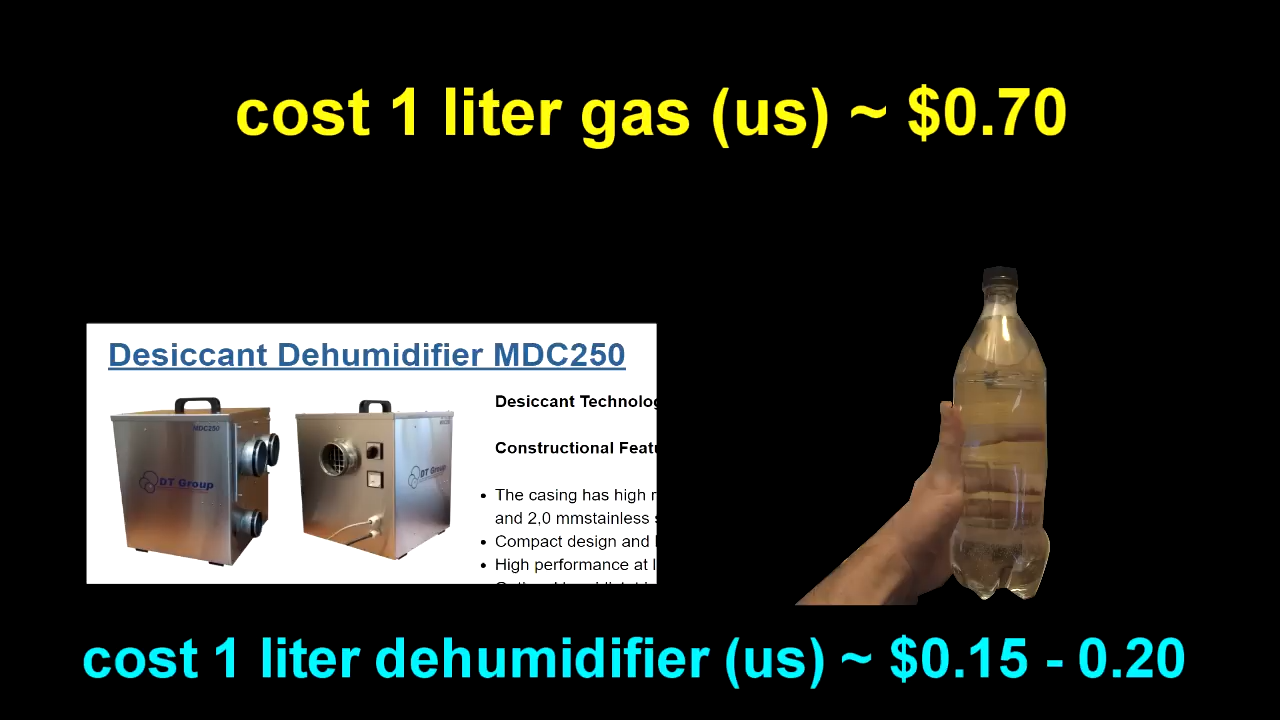 cost 1 liter gas (us) ~ $0.70
Desiccant Dehumidifier MDC250
MDC250
DT Group
DT Group
Desiccant Technolo
Constructional Feat
• The casing has high
and 2,0 mmstainless
• Compact design and
• High performance at
cost 1 liter dehumidifier (us) ~ $0.15 - 0.20